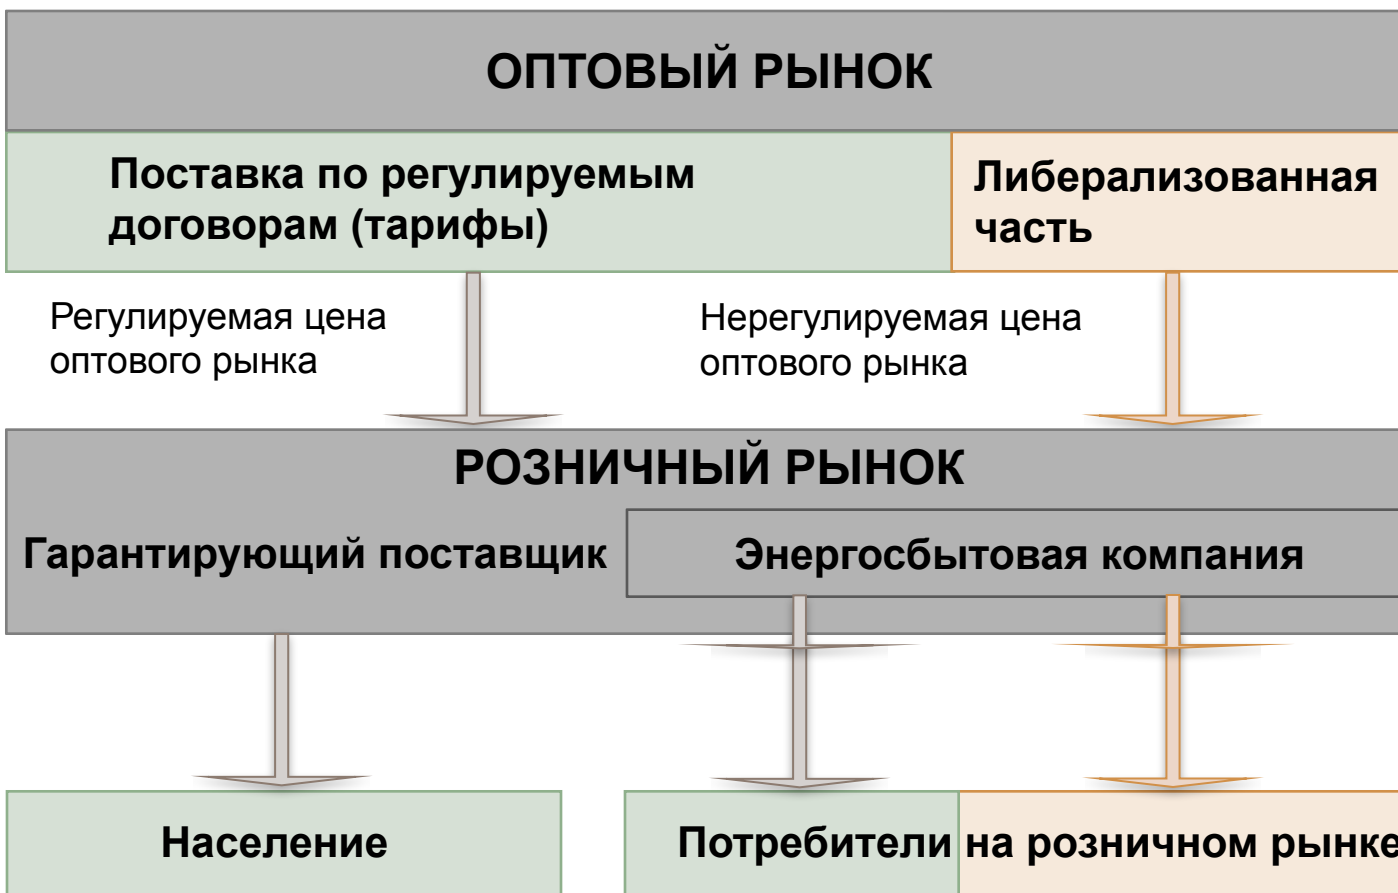 ОПТОВЫЙ РЫНОК
Поставка по регулируемым
договорам (тарифы)
Либерализованная
часть
Регулируемая цена
оптового рынка
Нерегулируемая цена
оптового рынка
РОЗНИЧНЫЙ РЫНОК
Гарантирующий поставщик
Энергосбытовая компания
Население
Потребители на розничном рынке